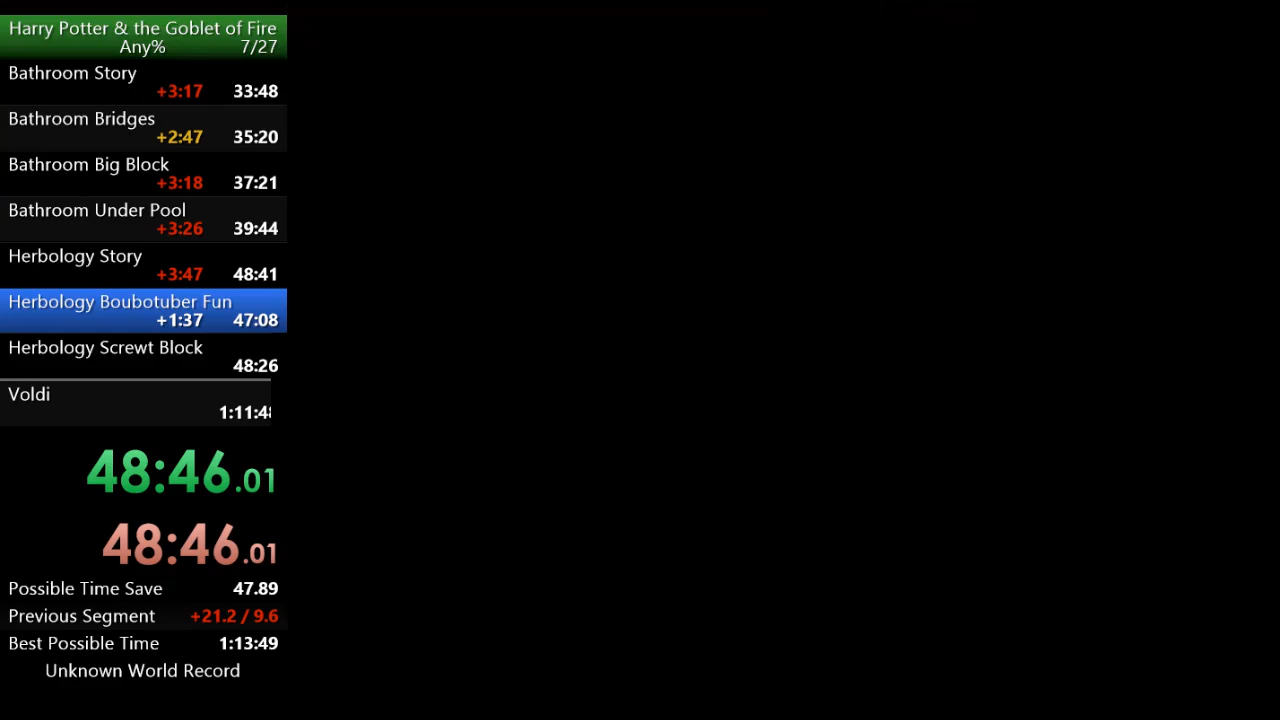 Harry Potter & the Goblet of Fire
Any% 7/27
Bathroom Story
+3:17 33:48
Bathroom Bridges
+2:47 35:20
Bathroom Big Block
+3:18 37:21
Bathroom Under Pool
+3:26 39:44
Herbology Story
+3:47 48:41
Herbology Boubotuber Fun
+1:37 47:08
Herbology Screwt Block
48:26
Voldi
1:11:48
48:46.01
48:46.01
Possible Time Save 47.89
Previous Segment +21.2 / 9.6
Best Possible Time 1:13:49
Unknown World Record